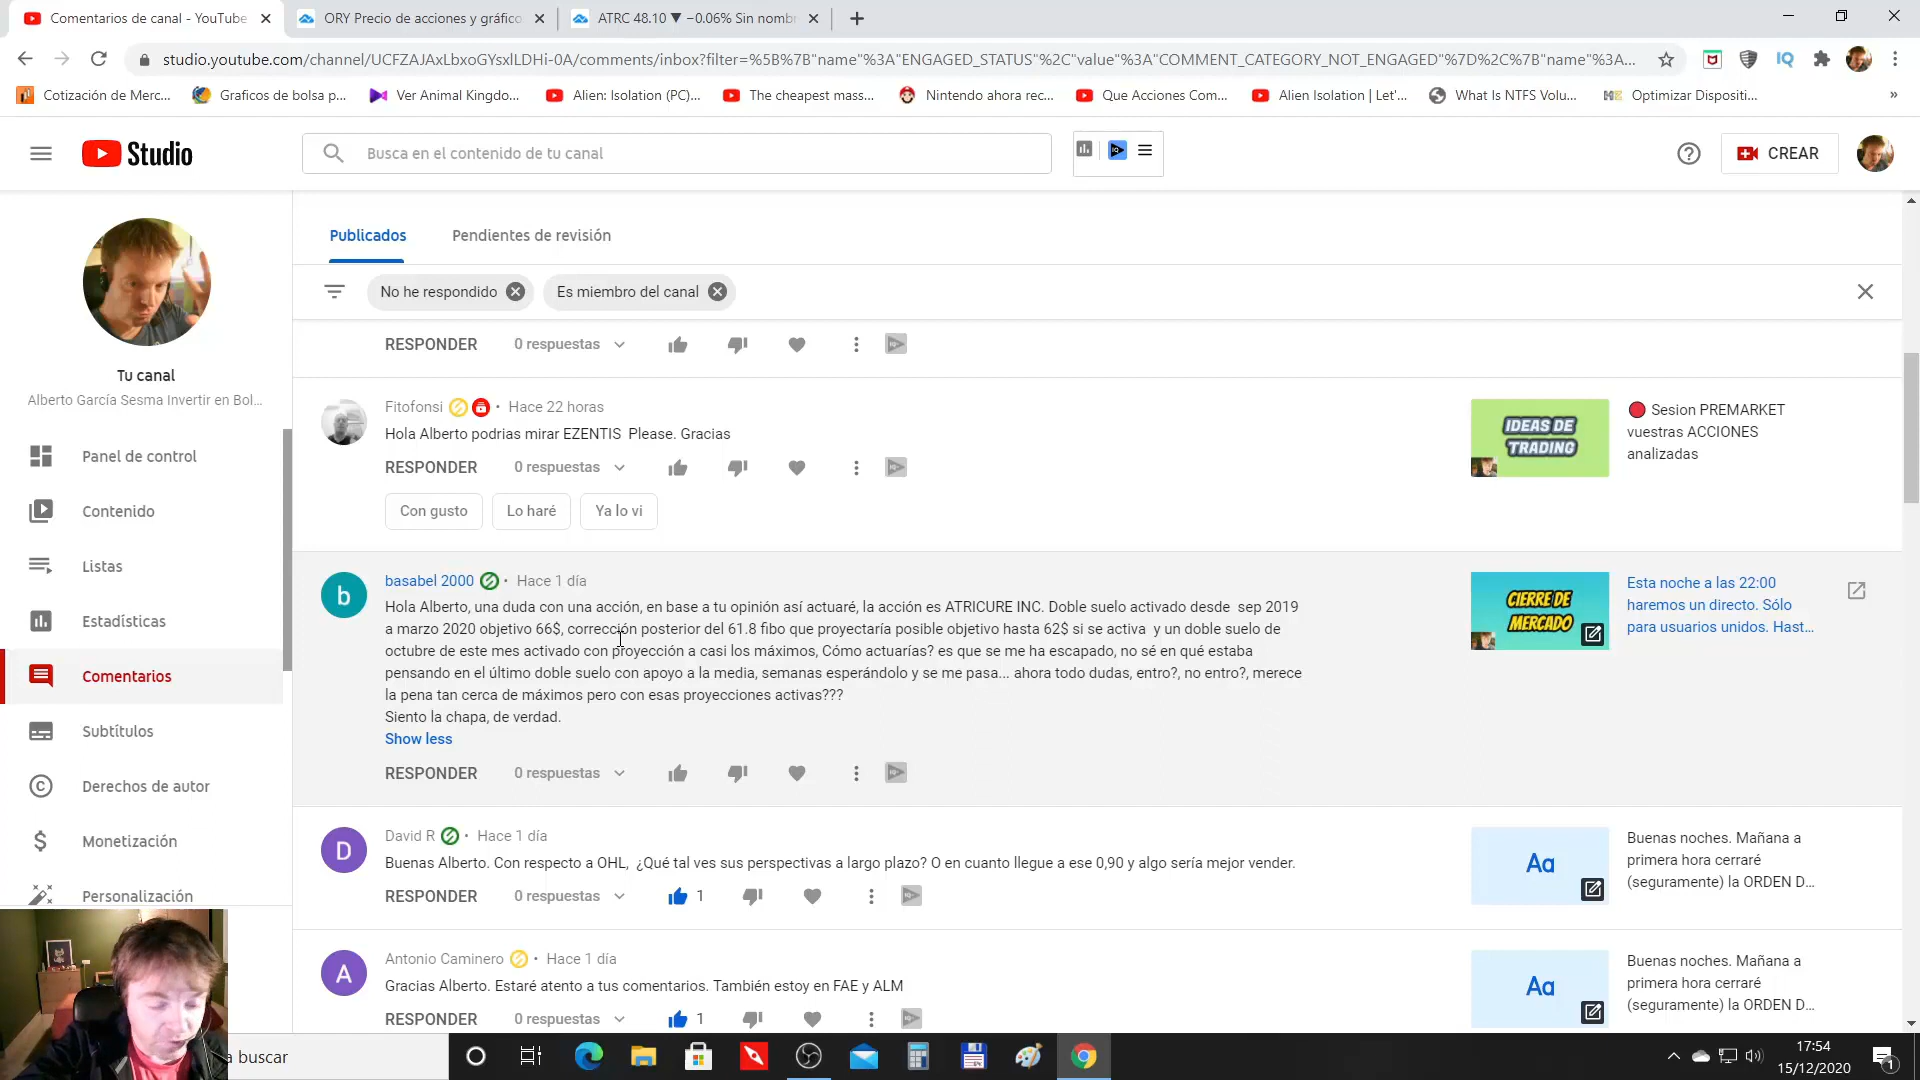 Comentarios de canal - YouTube
ORY Precio de acciones y gráfico
ATRC 48.10 ▼ −0.06% Sin nomb
studio.youtube.com/channel/UCFZAJAxLbxoGYsxlLDHi-0A/comments/inbox?filter=%5B%7B"name"%3A"ENGAGED_STATUS"%2C"value"%3A"COMMENT_CATEGORY_NOT_ENGAGED"%7D%2C%7B"name"%3A...
Cotización de Merc...
Graficos de bolsa p...
Ver Animal Kingdo...
Alien: Isolation (PC)...
The cheapest mass...
Nintendo ahora rec...
Que Acciones Com...
Alien Isolation | Let'...
What Is NTFS Volu...
Optimizar Dispositi...
»
Studio
Busca en el contenido de tu canal
CREAR
Tu canal
Alberto García Sesma Invertir en Bol...
Panel de control
Contenido
Listas
Estadísticas
Comentarios
Subtítulos
Derechos de autor
Monetización
Personalización
Publicados
Pendientes de revisión
No he respondido
Es miembro del canal
RESPONDER 0 respuestas
Fitofonsi • Hace 22 horas
Hola Alberto podrias mirar EZENTIS Please. Gracias
RESPONDER 0 respuestas
Con gusto
Lo haré
Ya lo vi
IDEAS DE
TRADING
Sesion PREMARKET
vuestras ACCIONES
analizadas
b
basabel 2000 • Hace 1 día
Hola Alberto, una duda con una acción, en base a tu opinión así actuaré, la acción es ATRICURE INC. Doble suelo activado desde sep 2019
a marzo 2020 objetivo 66$, corrección posterior del 61.8 fibo que proyectaría posible objetivo hasta 62$ si se activa y un doble suelo de
octubre de este mes activado con proyección a casi los máximos, Cómo actuarías? es que se me ha escapado, no sé en qué estaba
pensando en el último doble suelo con apoyo a la media, semanas esperándolo y se me pasa... ahora todo dudas, entro?, no entro?, merece
la pena tan cerca de máximos pero con esas proyecciones activas???
Siento la chapa, de verdad.
Show less
RESPONDER 0 respuestas
CIERRE DE
MERCADO
Esta noche a las 22:00
haremos un directo. Sólo
para usuarios unidos. Hast...
D
David R • Hace 1 día
Buenas Alberto. Con respecto a OHL, ¿Qué tal ves sus perspectivas a largo plazo? O en cuanto llegue a ese 0,90 y algo sería mejor vender.
RESPONDER 0 respuestas 1
Aa
Buenas noches. Mañana a
primera hora cerraré
(seguramente) la ORDEN D...
A
Antonio Caminero • Hace 1 día
Gracias Alberto. Estaré atento a tus comentarios. También estoy en FAE y ALM
RESPONDER 0 respuestas 1
Aa
Buenas noches. Mañana a
primera hora cerraré
(seguramente) la ORDEN D...
a buscar
17:54
15/12/2020
1